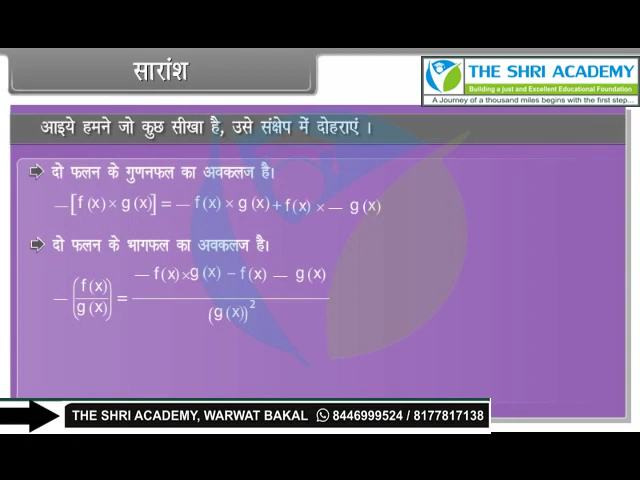 सारांश
THE SHRI ACADEMY
Building a just and Excellent Educational Foundation
A Journey of a thousand miles begins with the first step...
आइये हमने जो कुछ सीखा है, उसे संक्षेप में दोहराएं ।
दो फलन के गुणनफल का अवकलज है।
—[f(x) × g(x)] = — f(x) × g(x) + f(x) × — g(x)
दो फलन के भागफल का अवकलज है।
— f(x) × g(x) − f(x) — g(x)
—(f(x)/g(x)) =
(g(x))²
THE SHRI ACADEMY, WARWAT BAKAL 8446999524 / 8177817138